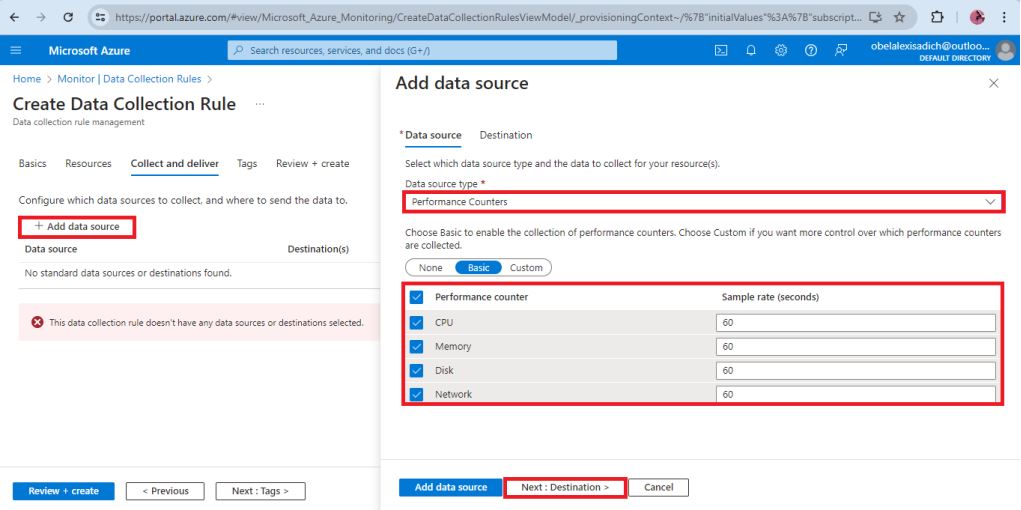 https://portal.azure.com/#view/Microsoft_Azure_Monitoring/CreateDataCollectionRulesViewModel/_provisioningContext~/%7B"initialValues"%3A%7B"subscript...
Microsoft Azure
Search resources, services, and docs (G+/)
obelalexisadich@outloo...
DEFAULT DIRECTORY
Home > Monitor | Data Collection Rules >
Create Data Collection Rule ...
Data collection rule management
Basics Resources Collect and deliver Tags Review + create
Configure which data sources to collect, and where to send the data to.
+ Add data source
Data source Destination(s)
No standard data sources or destinations found.
This data collection rule doesn't have any data sources or destinations selected.
Review + create < Previous Next : Tags >
Add data source
* Data source Destination
Select which data source type and the data to collect for your resource(s).
Data source type *
Performance Counters
Choose Basic to enable the collection of performance counters. Choose Custom if you want more control over which performance counters
are collected.
None Basic Custom
Performance counter Sample rate (seconds)
CPU 60
Memory 60
Disk 60
Network 60
Add data source Next : Destination > Cancel